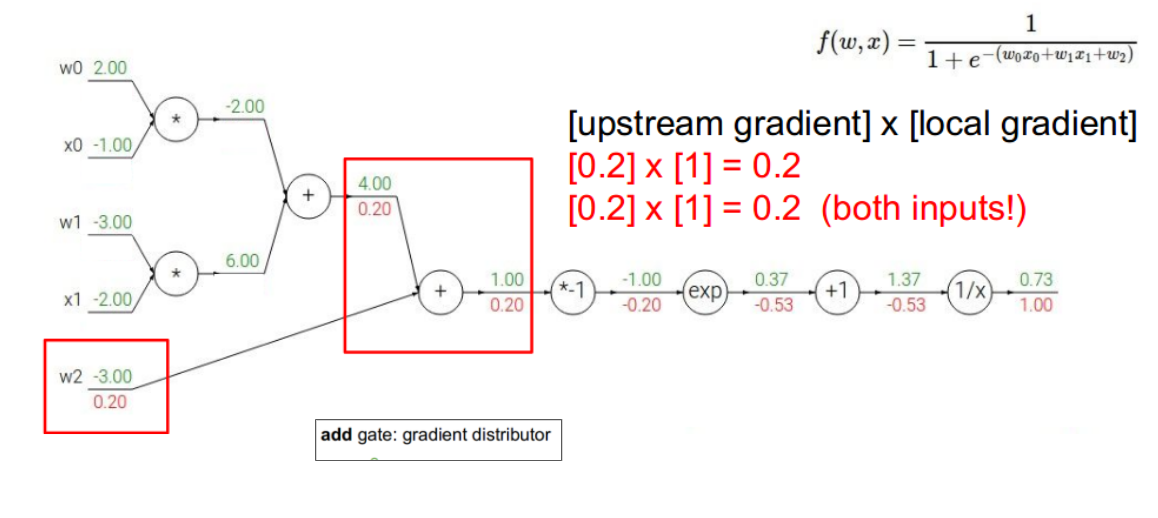 f(w, x) = 1 / (1 + e^{-(w_0x_0+w_1x_1+w_2)})
[upstream gradient] x [local gradient]
[0.2] x [1] = 0.2
[0.2] x [1] = 0.2 (both inputs!)
w0 2.00
x0 -1.00
*
-2.00
w1 -3.00
x1 -2.00
*
6.00
+
4.00
0.20
w2 -3.00
0.20
+
1.00
0.20
*-1
-1.00
-0.20
exp
0.37
-0.53
+1
1.37
-0.53
1/x
0.73
1.00
add gate: gradient distributor